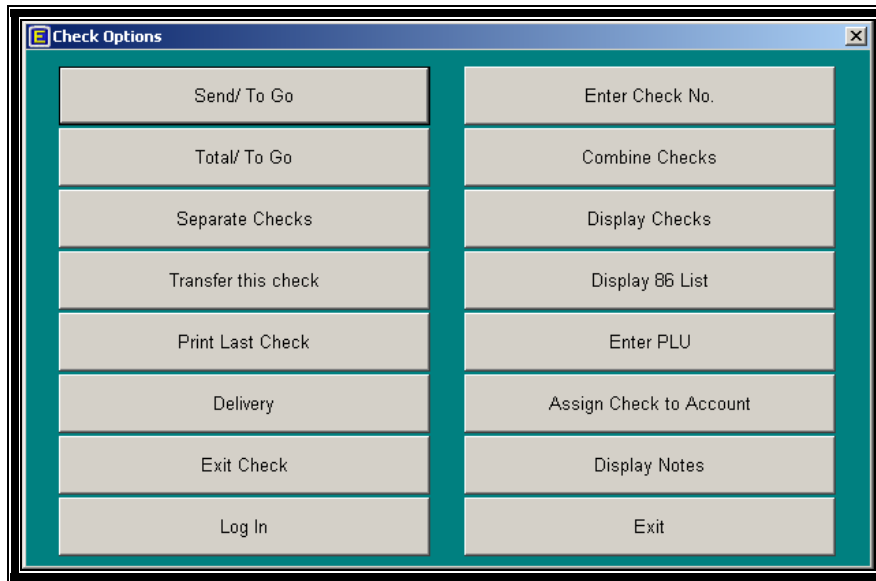 E Check Options
Send/ To Go
Total/ To Go
Separate Checks
Transfer this check
Print Last Check
Delivery
Exit Check
Log In
Enter Check No.
Combine Checks
Display Checks
Display 86 List
Enter PLU
Assign Check to Account
Display Notes
Exit